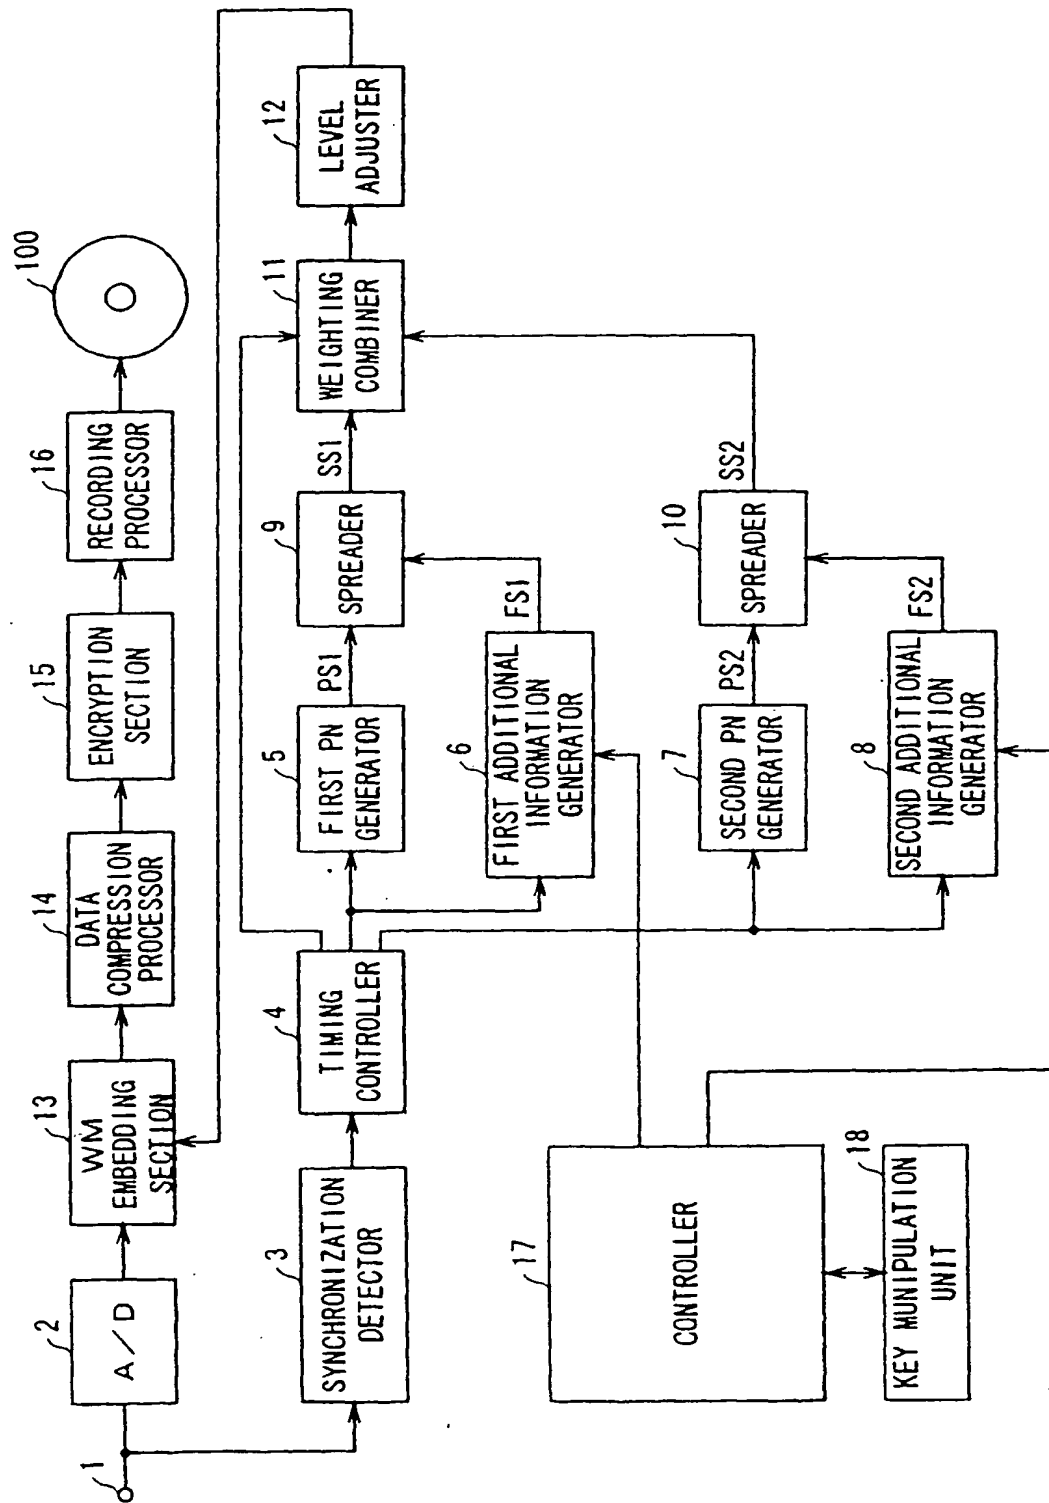 1
2
A/D
13
WM
EMBEDDING
SECTION
14
DATA
COMPRESSION
PROCESSOR
15
ENCRYPTION
SECTION
16
RECORDING
PROCESSOR
100
3
SYNCHRONIZATION
DETECTOR
4
TIMING
CONTROLLER
5
FIRST PN
GENERATOR
PS1
9
SPREADER
SS1
11
WEIGHTING
COMBINER
12
LEVEL
ADJUSTER
6
FIRST ADDITIONAL
INFORMATION
GENERATOR
FS1
7
SECOND PN
GENERATOR
PS2
10
SPREADER
SS2
8
SECOND ADDITIONAL
INFORMATION
GENERATOR
FS2
17
CONTROLLER
18
KEY MUNIPULATION
UNIT